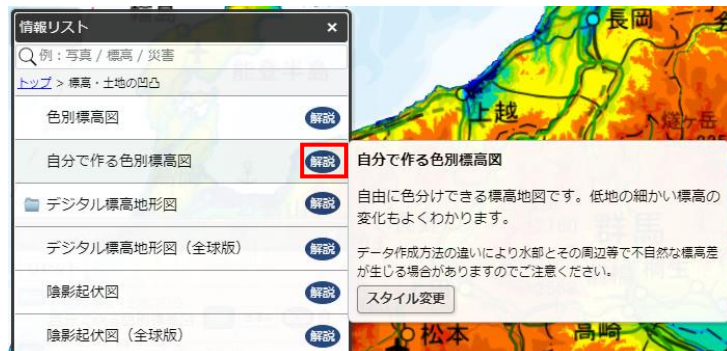 情報リスト ×
例：写真 / 標高 / 災害
トップ > 標高・土地の凹凸
色別標高図 解説
自分で作る色別標高図 解説
デジタル標高地形図 解説
デジタル標高地形図（全球版） 解説
陰影起伏図 解説
陰影起伏図（全球版） 解説
自分で作る色別標高図
自由に色分けできる標高地図です。低地の細かい標高の
変化もよくわかります。
データ作成方法の違いにより水部とその周辺等で不自然な標高差
が生じる場合がありますのでご注意ください。
スタイル変更
長岡
上越
燧ヶ岳
群馬
松本
高崎
能登半島